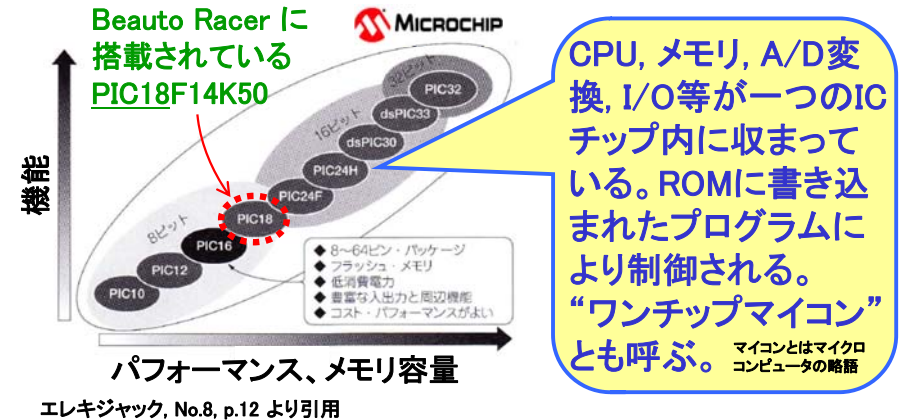 Beauto Racer に
搭載されている
PIC18F14K50
MICROCHIP
機能
32ビット
16ビット
8ビット
PIC32
dsPIC33
dsPIC30
PIC24H
PIC24F
PIC18
PIC16
PIC12
PIC10
◆ 8～64ピン・パッケージ
◆ フラッシュ・メモリ
◆ 低消費電力
◆ 豊富な入出力と周辺機能
◆ コスト・パフォーマンスがよい
パフォーマンス、メモリ容量
エレキジャック, No.8, p.12 より引用
CPU, メモリ, A/D変
換, I/O等が一つのIC
チップ内に収まって
いる。ROMに書き込
まれたプログラムに
より制御される。
“ワンチップマイコン”
とも呼ぶ。
マイコンとはマイクロ
コンピュータの略語